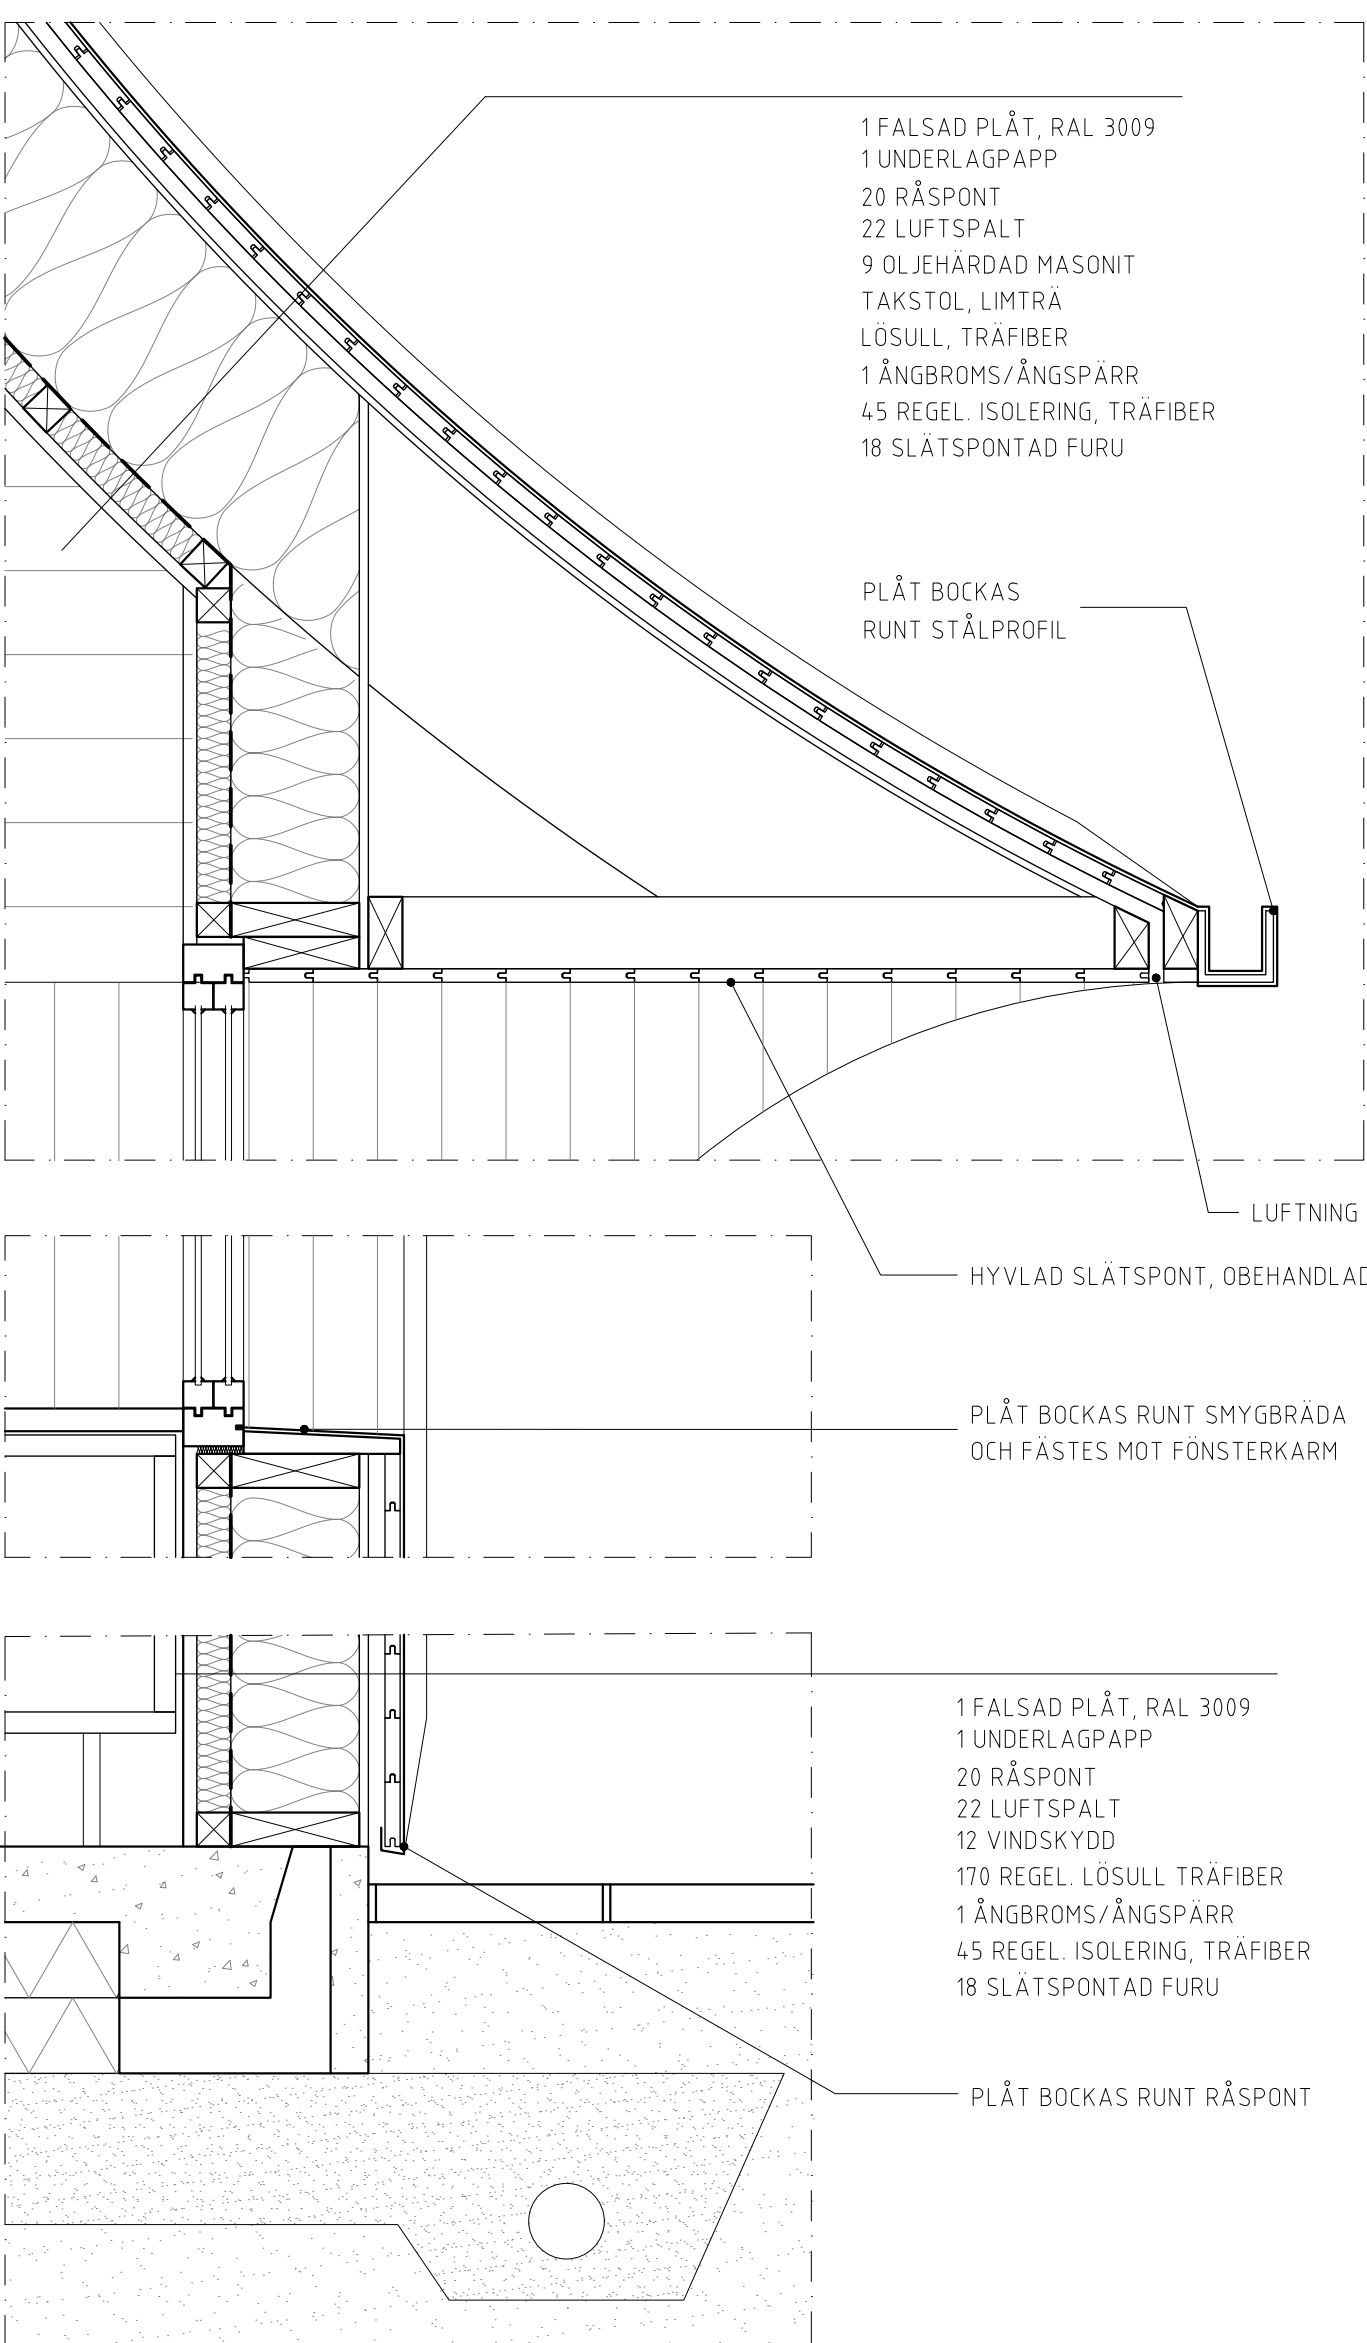 1 FALSAD PLÅT, RAL 3009
1 UNDERLAGPAPP
20 RÅSPONT
22 LUFTSPALT
9 OLJEHÄRDAD MASONIT
TAKSTOL, LIMTRÄ
LÖSULL, TRÄFIBER
1 ÅNGBROMS/ÅNGSPÄRR
45 REGEL. ISOLERING, TRÄFIBER
18 SLÄTSPONTAD FURU
PLÅT BOCKAS
RUNT STÅLPROFIL
LUFTNING
HYVLAD SLÄTSPONT, OBEHANDLAD
PLÅT BOCKAS RUNT SMYGBRÄDA
OCH FÄSTES MOT FÖNSTERKARM
1 FALSAD PLÅT, RAL 3009
1 UNDERLAGPAPP
20 RÅSPONT
22 LUFTSPALT
12 VINDSKYDD
170 REGEL. LÖSULL TRÄFIBER
1 ÅNGBROMS/ÅNGSPÄRR
45 REGEL. ISOLERING, TRÄFIBER
18 SLÄTSPONTAD FURU
PLÅT BOCKAS RUNT RÅSPONT